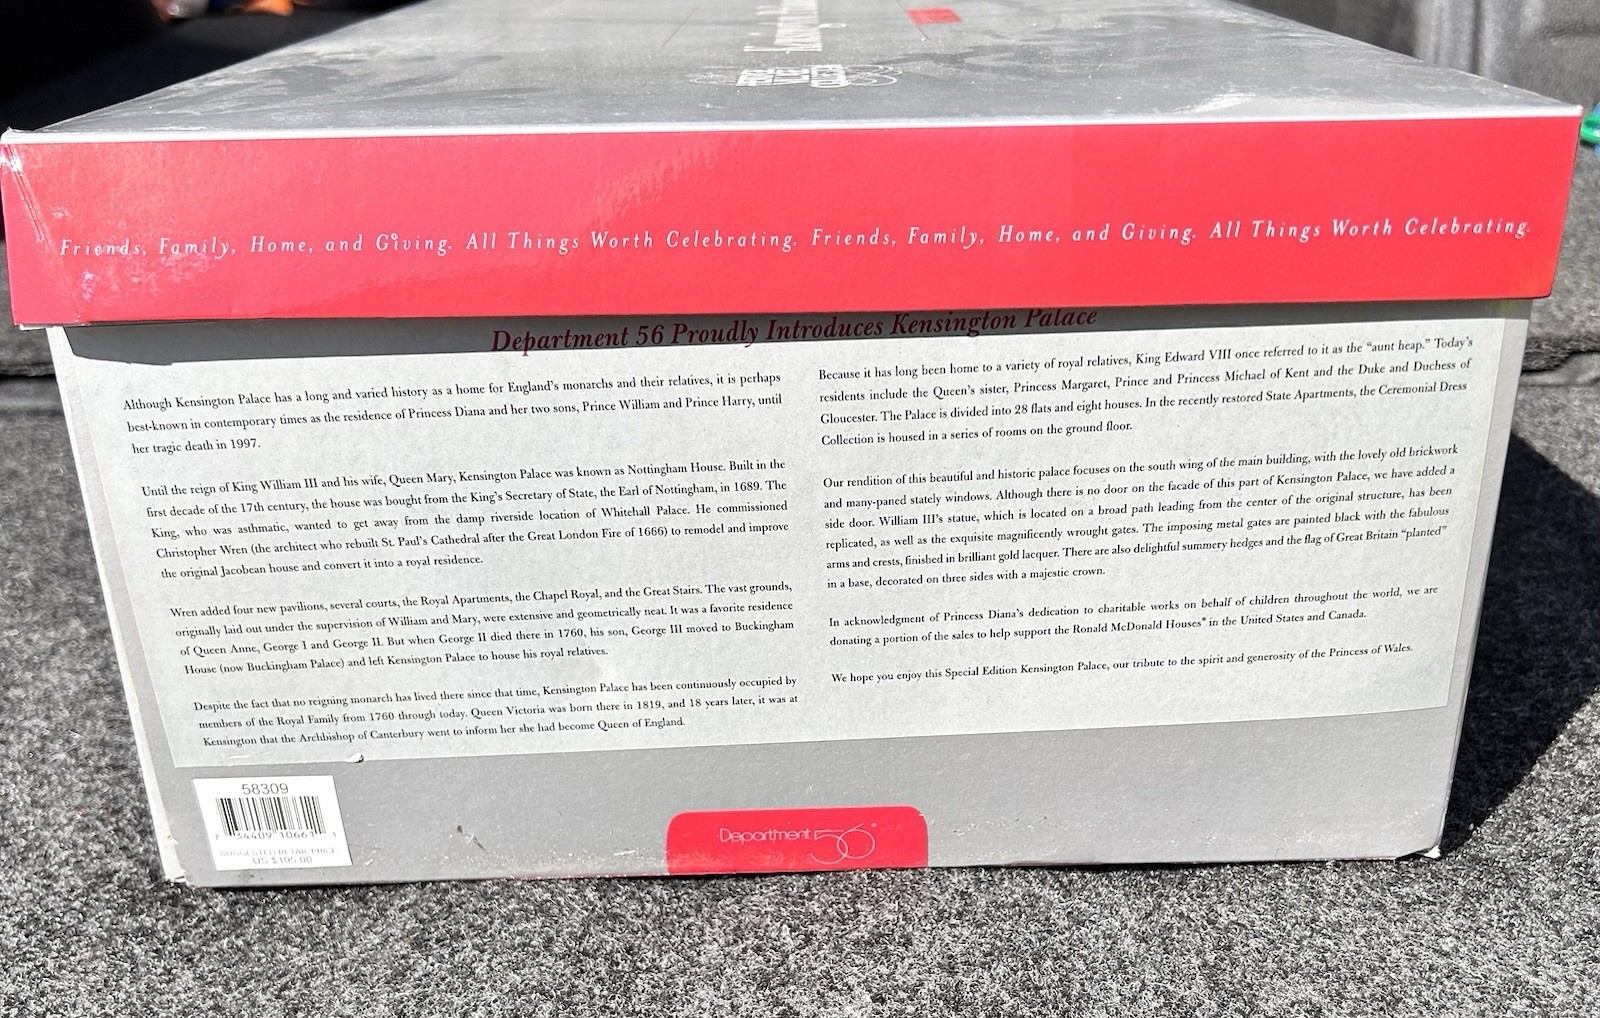 Kensington
Friends, Family, Home, and Giving. All Things Worth Celebrating. Friends, Family, Home, and Giving. All Things Worth Celebrating.
Department 56 Proudly Introduces Kensington Palace
Although Kensington Palace has a long and varied history as a home for England's monarchs and their relatives, it is perhaps
best-known in contemporary times as the residence of Princess Diana and her two sons, Prince William and Prince Harry, until
her tragic death in 1997.
Until the reign of King William III and his wife, Queen Mary, Kensington Palace was known as Nottingham House. Built in the
first decade of the 17th century, the house was bought from the King's Secretary of State, the Earl of Nottingham, in 1689. The
King, who was asthmatic, wanted to get away from the damp riverside location of Whitehall Palace. He commissioned
Christopher Wren (the architect who rebuilt St. Paul's Cathedral after the Great London Fire of 1666) to remodel and improve
the original Jacobean house and convert it into a royal residence.
Wren added four new pavilions, several courts, the Royal Apartments, the Chapel Royal, and the Great Stairs. The vast grounds,
originally laid out under the supervision of William and Mary, were extensive and geometrically neat. It was a favorite residence
of Queen Anne, George I and George II. But when George II died there in 1760, his son, George III moved to Buckingham
House (now Buckingham Palace) and left Kensington Palace to house his royal relatives.
Despite the fact that no reigning monarch has lived there since that time, Kensington Palace has been continuously occupied by
members of the Royal Family from 1760 through today. Queen Victoria was born there in 1819, and 18 years later, it was at
Kensington that the Archbishop of Canterbury went to inform her she had become Queen of England.
Because it has long been home to a variety of royal relatives, King Edward VIII once referred to it as the “aunt heap.” Today's
residents include the Queen's sister, Princess Margaret, Prince and Princess Michael of Kent and the Duke and Duchess of
Gloucester. The Palace is divided into 28 flats and eight houses. In the recently restored State Apartments, the Ceremonial Dress
Collection is housed in a series of rooms on the ground floor.
Our rendition of this beautiful and historic palace focuses on the south wing of the main building, with the lovely old brickwork
and many-paned stately windows. Although there is no door on the facade of this part of Kensington Palace, we have added a
side door. William III's statue, which is located on a broad path leading from the center of the original structure, has been
replicated, as well as the exquisite magnificently wrought gates. The imposing metal gates are painted black with the fabulous
arms and crests, finished in brilliant gold lacquer. There are also delightful summery hedges and the flag of Great Britain “planted”
in a base, decorated on three sides with a majestic crown.
In acknowledgment of Princess Diana's dedication to charitable works on behalf of children throughout the world, we are
donating a portion of the sales to help support the Ronald McDonald Houses® in the United States and Canada.
We hope you enjoy this Special Edition Kensington Palace, our tribute to the spirit and generosity of the Princess of Wales.
58309
7 34409 10661 1
SUGGESTED RETAIL PRICE
US $195.00
Department 56®